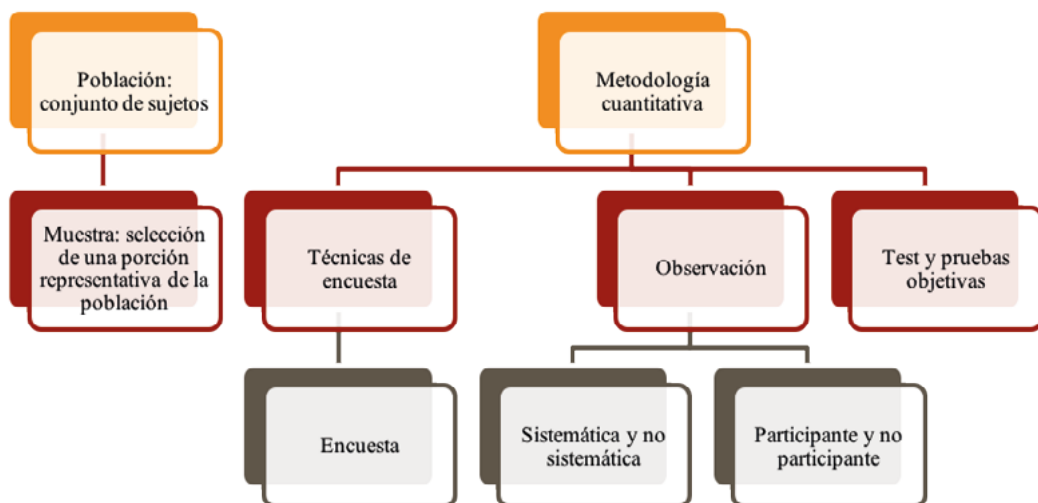 Población:
conjunto de sujetos
Metodología
cuantitativa
Muestra: selección
de una porción
representativa de la
población
Técnicas de
encuesta
Observación
Test y pruebas
objetivas
Encuesta
Sistemática y no
sistemática
Participante y no
participante